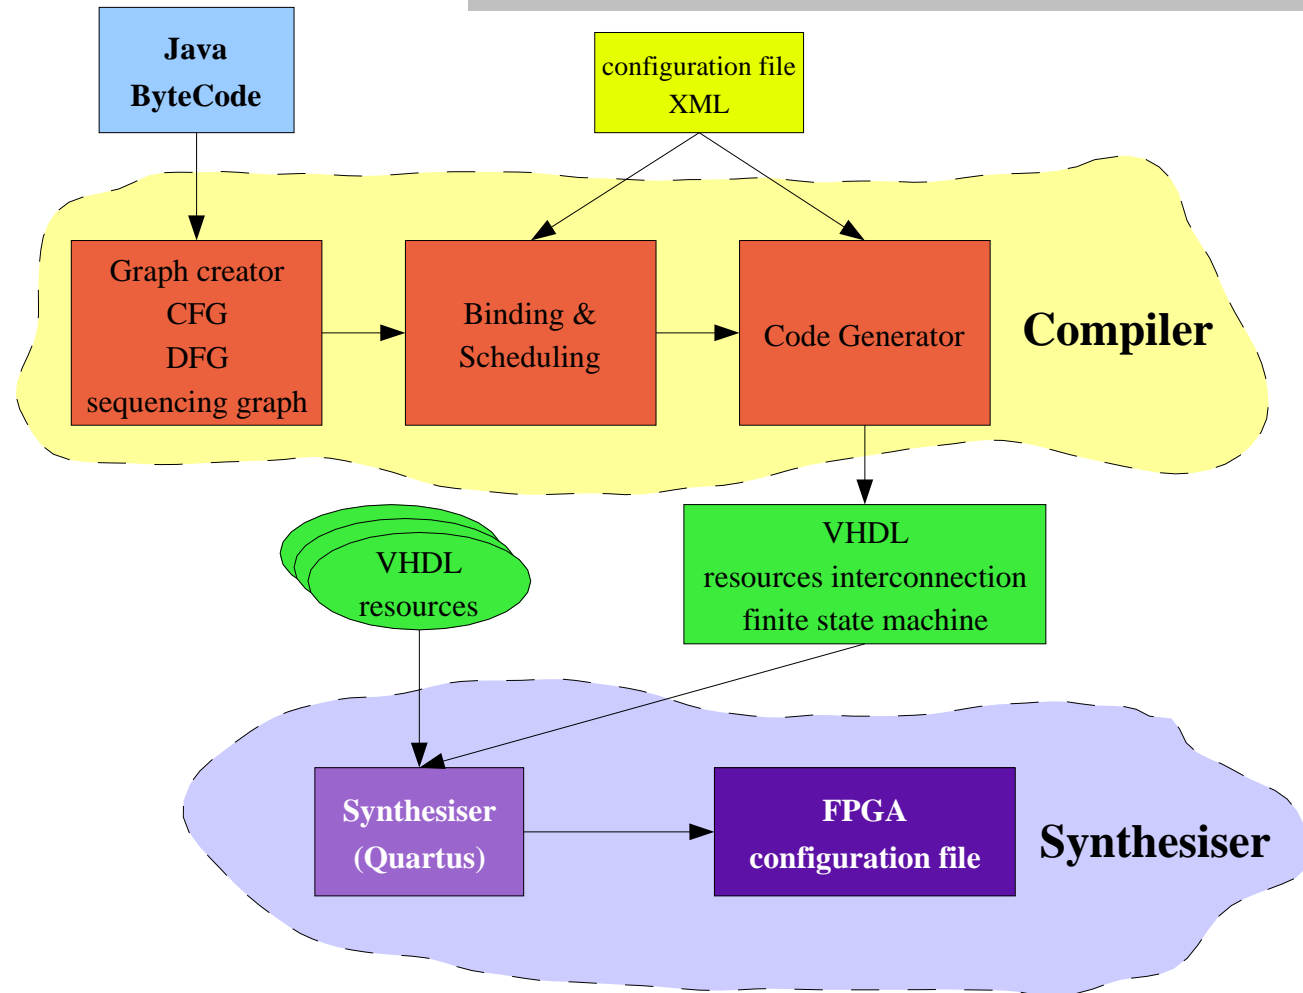 Java
ByteCode
configuration file
XML
Graph creator
CFG
DFG
sequencing graph
Binding &
Scheduling
Code Generator
Compiler
VHDL
resources
VHDL
resources interconnection
finite state machine
Synthesiser
(Quartus)
FPGA
configuration file
Synthesiser